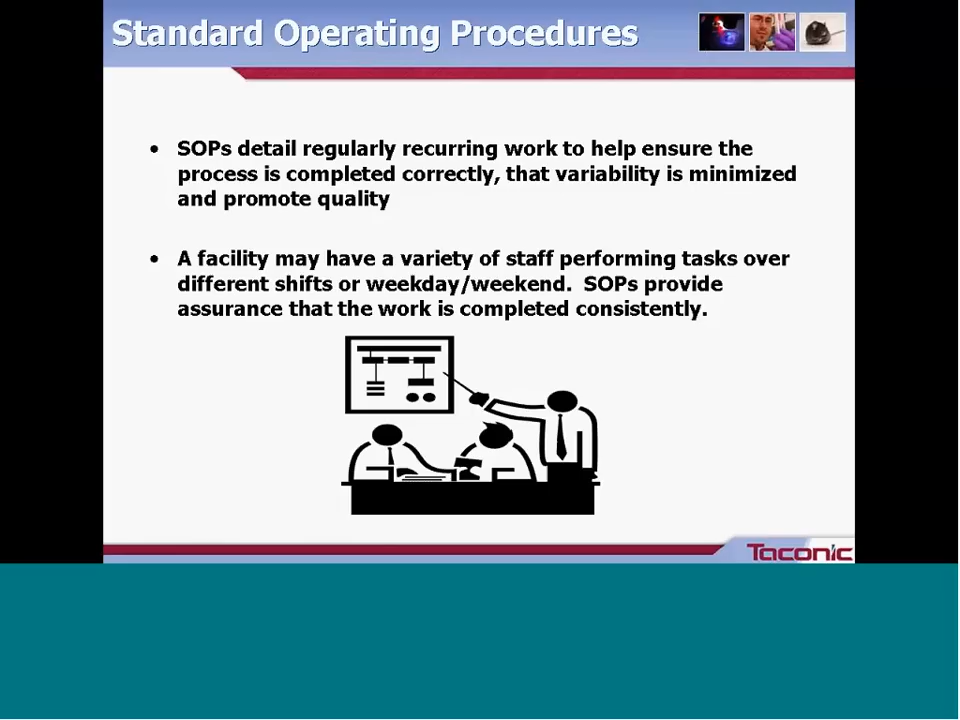 Standard Operating Procedures
• SOPs detail regularly recurring work to help ensure the
process is completed correctly, that variability is minimized
and promote quality
• A facility may have a variety of staff performing tasks over
different shifts or weekday/weekend.  SOPs provide
assurance that the work is completed consistently.
Taconic